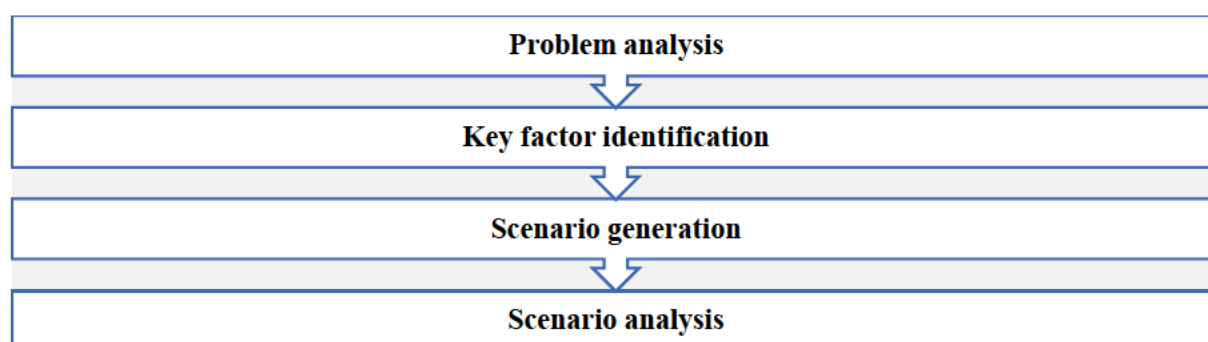 Problem analysis
Key factor identification
Scenario generation
Scenario analysis